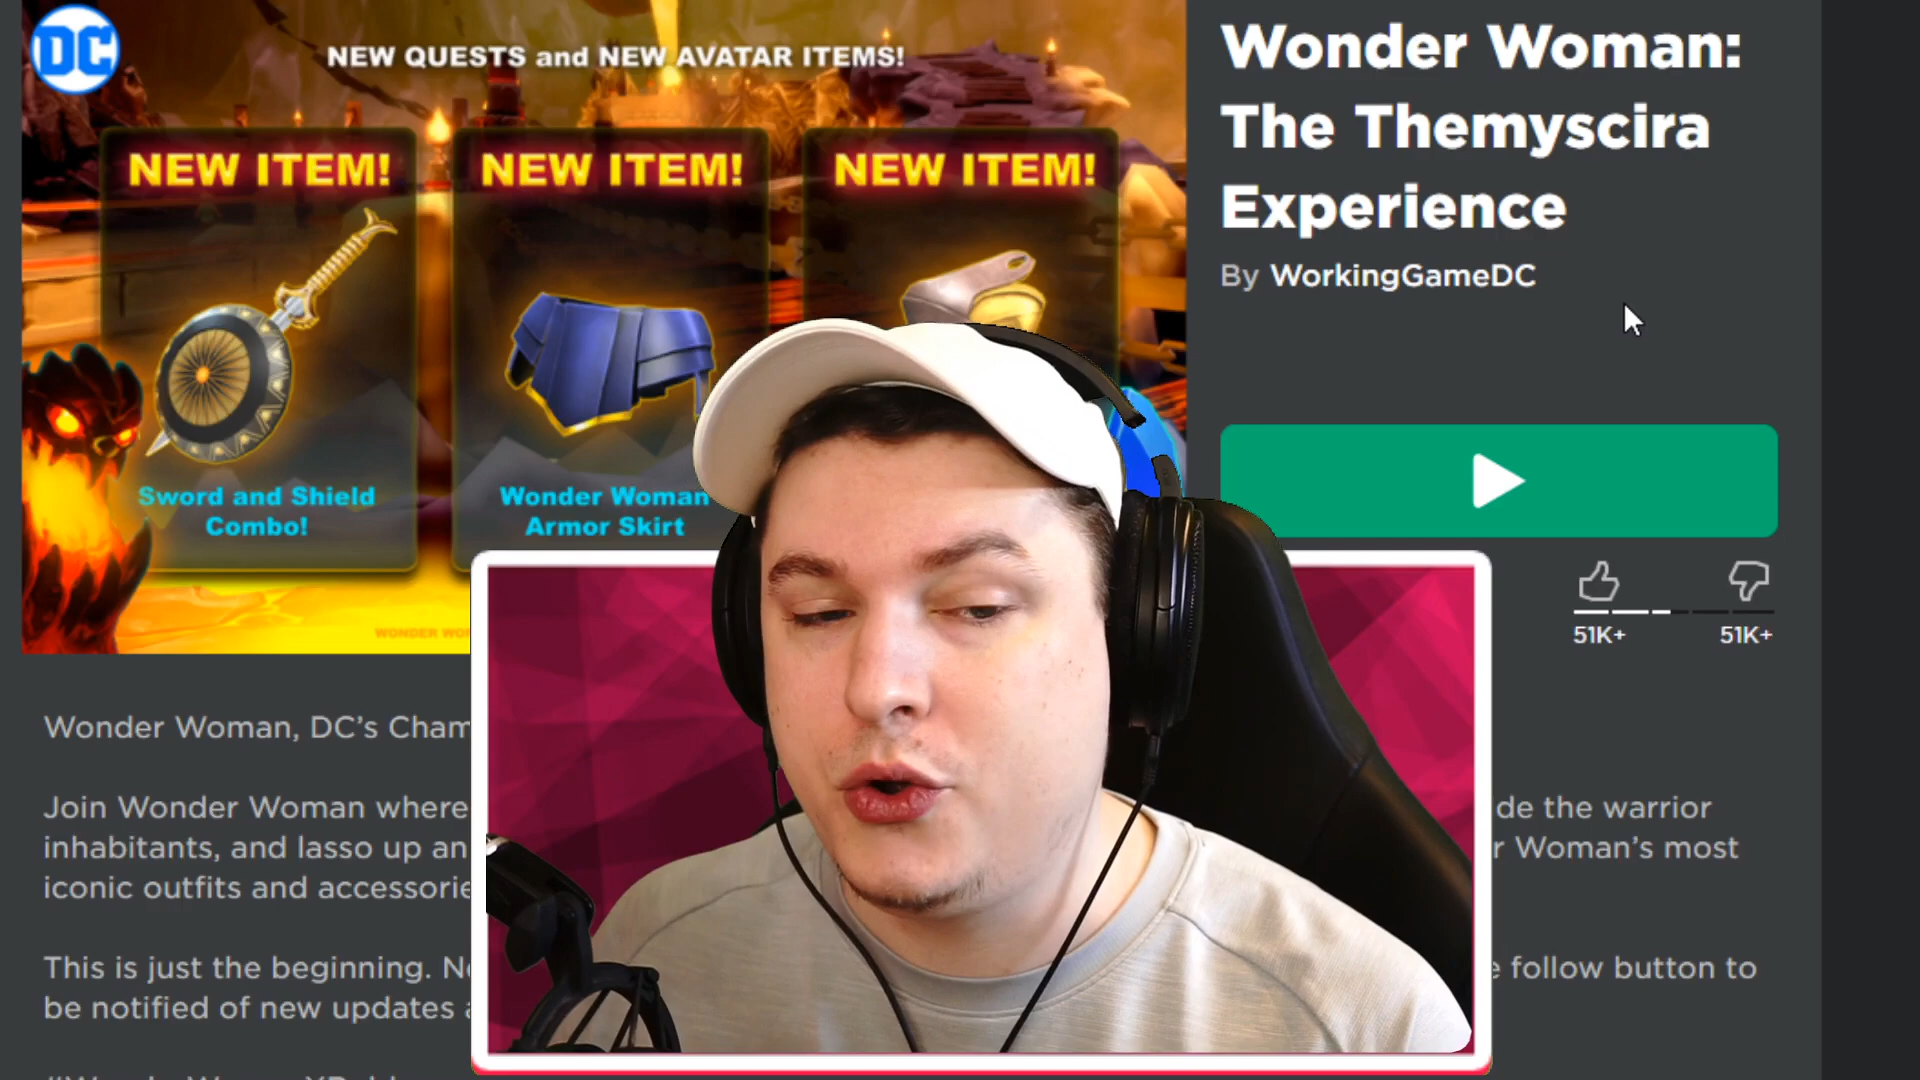 DC
NEW QUESTS and NEW AVATAR ITEMS!
NEW ITEM!
NEW ITEM!
NEW ITEM!
Sword and Shield
Combo!
Wonder Woman
Armor Skirt
Wonder Woman:
The Themyscira
Experience
By WorkingGameDC
51K+
51K+
Wonder Woman, DC’s Cham
Join Wonder Woman where
inhabitants, and lasso up an
iconic outfits and accessorie
de the warrior
r Woman’s most
This is just the beginning.
follow button to
be notified of new updates